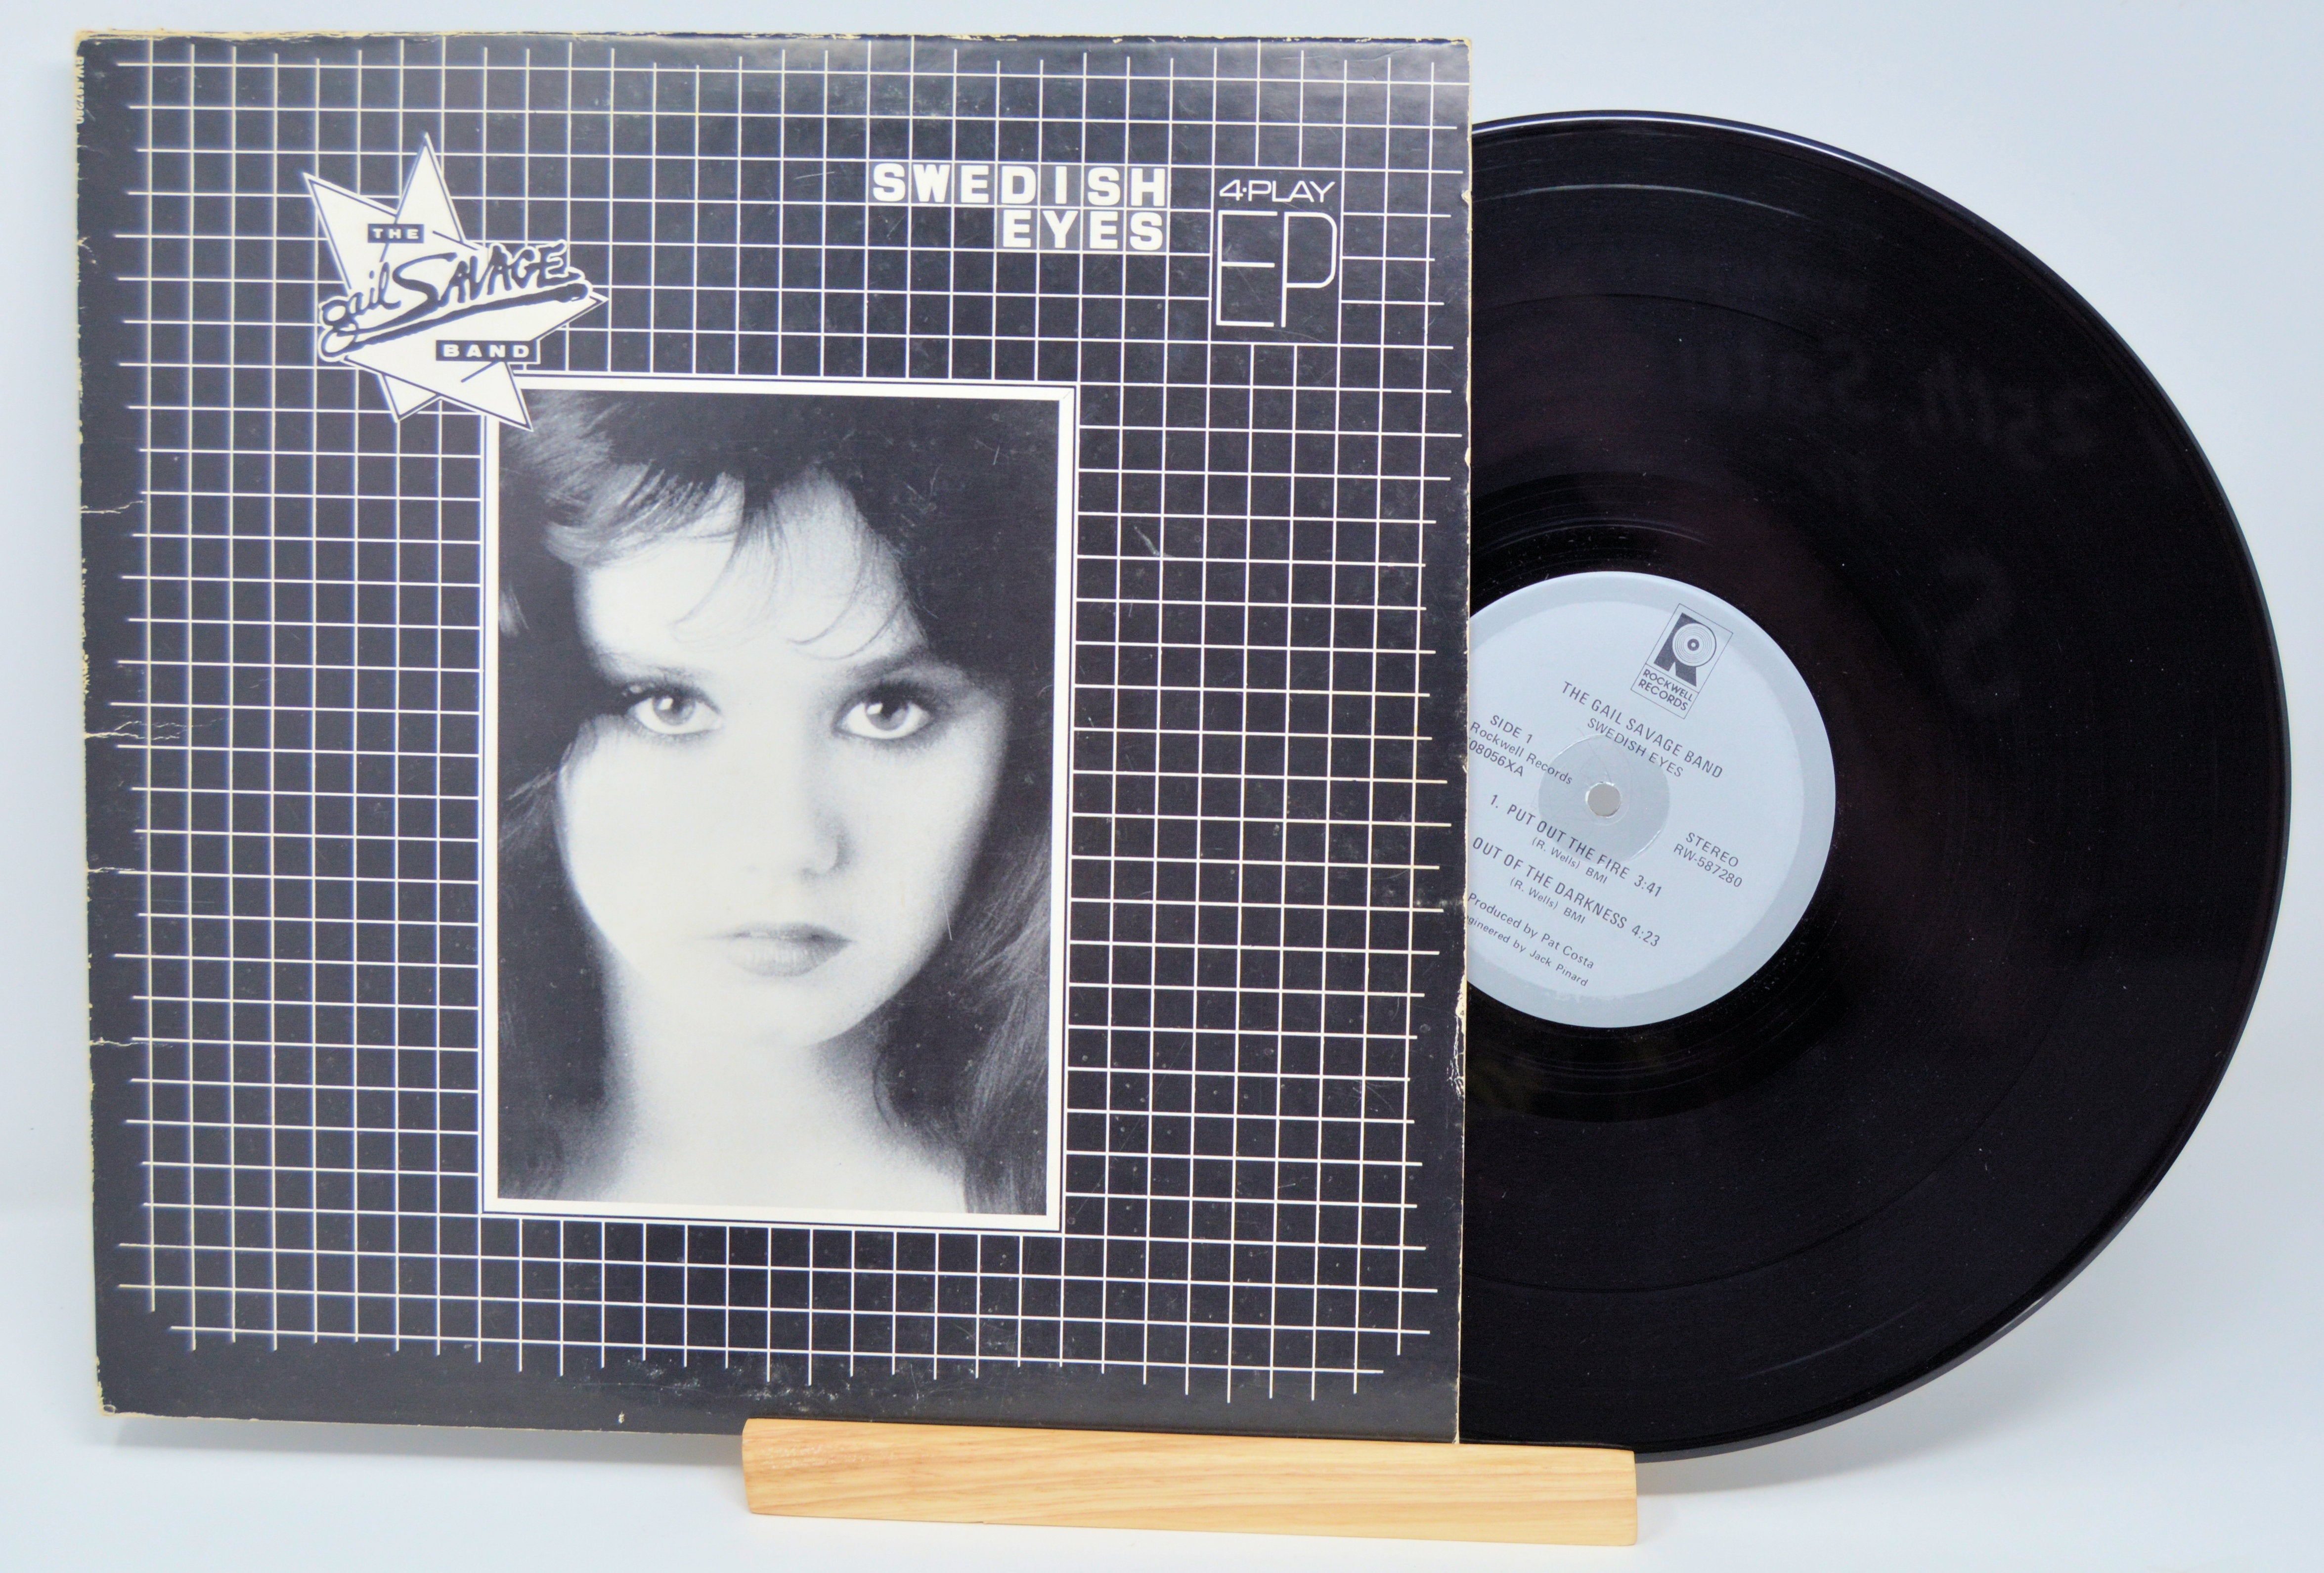 THE
gail SAVAGE
BAND
SWEDISH
EYES
4·PLAY
EP
ROCKWELL
RECORDS
THE GAIL SAVAGE BAND
SWEDISH EYES
SIDE 1
Rockwell Records
08056XA
STEREO
RW-587280
1. PUT OUT THE FIRE 3:41
(R. Wells) BMI
OUT OF THE DARKNESS 4:23
(R. Wells) BMI
Produced by Pat Costa
gineered by Jack Pinard